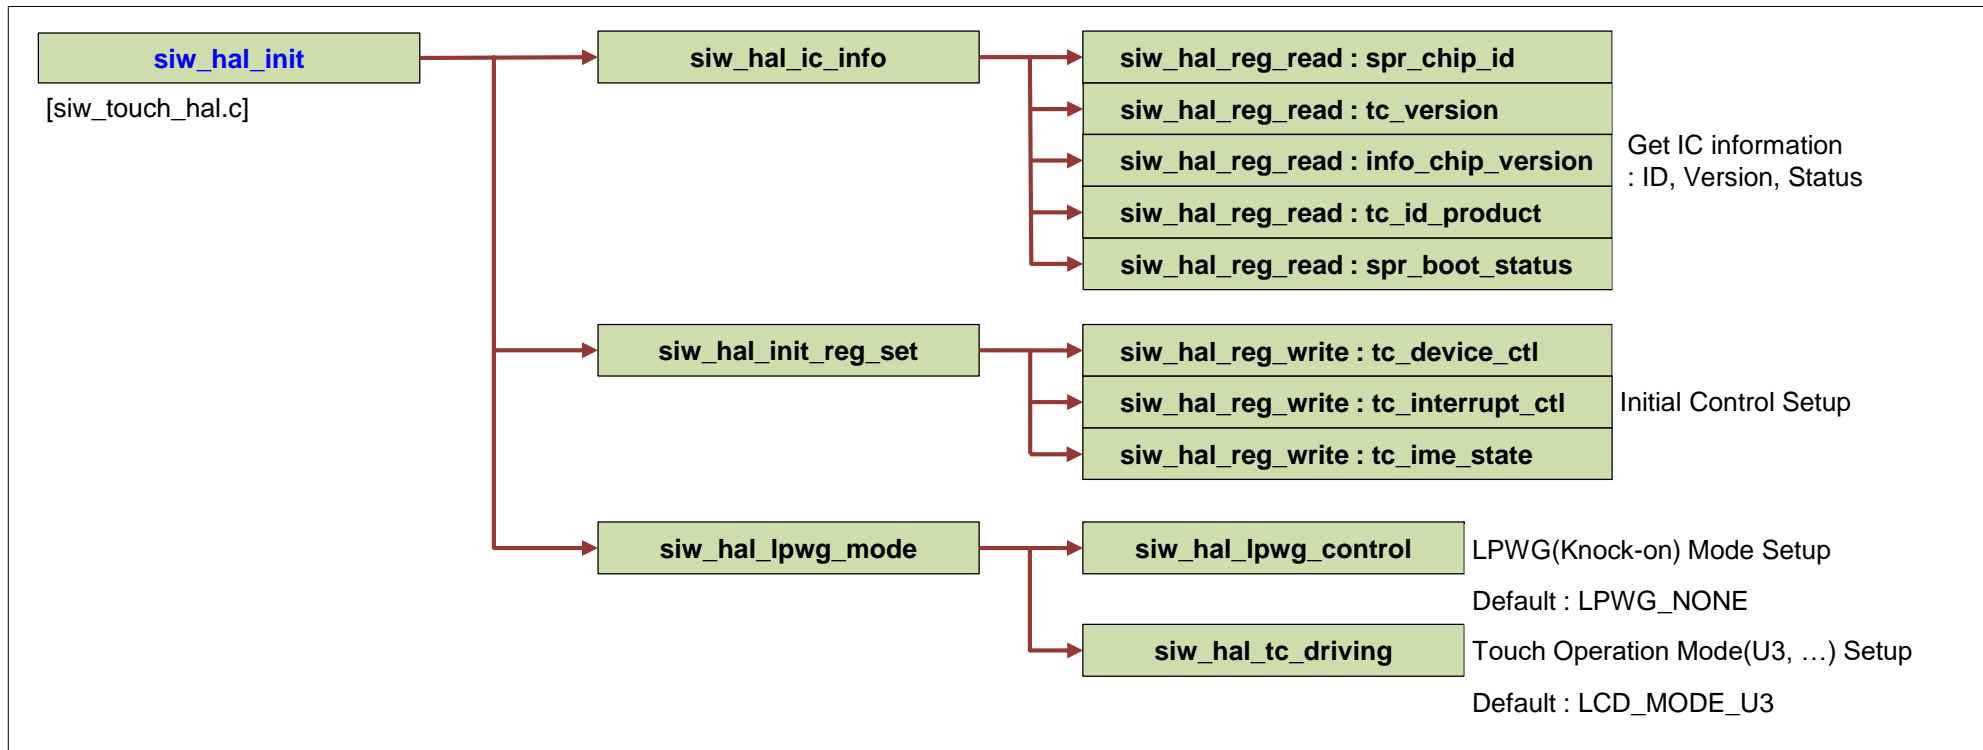 siw_hal_init
[siw_touch_hal.c]
siw_hal_ic_info
siw_hal_reg_read : spr_chip_id
siw_hal_reg_read : tc_version
siw_hal_reg_read : info_chip_version
siw_hal_reg_read : tc_id_product
siw_hal_reg_read : spr_boot_status
Get IC information
: ID, Version, Status
siw_hal_init_reg_set
siw_hal_reg_write : tc_device_ctl
siw_hal_reg_write : tc_interrupt_ctl
siw_hal_reg_write : tc_ime_state
Initial Control Setup
siw_hal_lpwg_mode
siw_hal_lpwg_control
LPWG(Knock-on) Mode Setup
Default : LPWG_NONE
siw_hal_tc_driving
Touch Operation Mode(U3, …) Setup
Default : LCD_MODE_U3